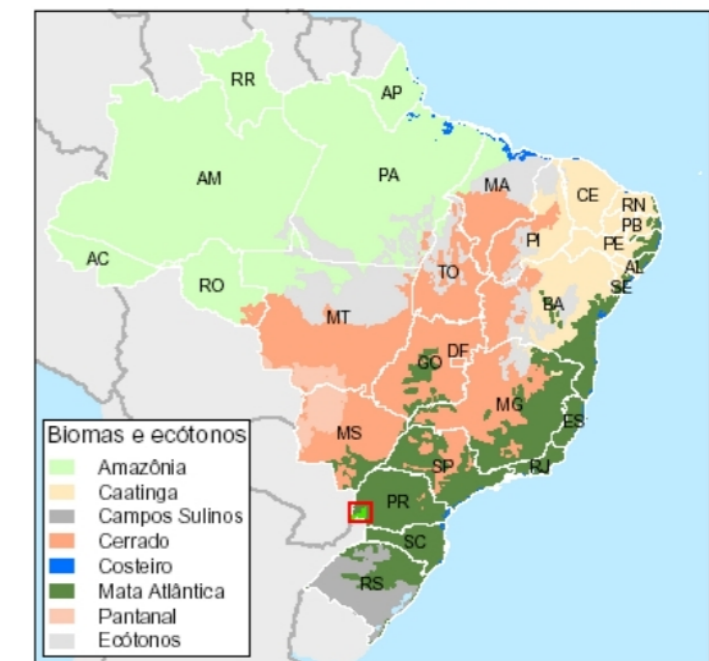 RR
AP
AM
PA
MA
CE
RN
PB
PI
PE
AC
AL
TO
SE
RO
BA
MT
DF
GO
MG
MS
ES
SP
RJ
PR
SC
RS
Biomas e ecótonos
Amazônia
Caatinga
Campos Sulinos
Cerrado
Costeiro
Mata Atlântica
Pantanal
Ecótonos